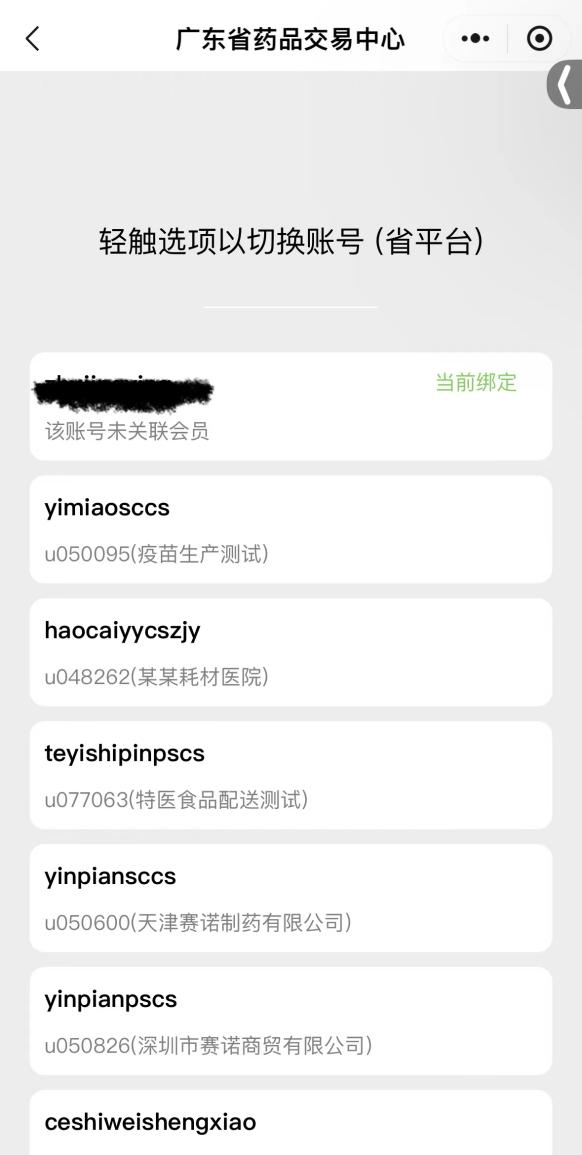 广东省药品交易中心
轻触选项以切换账号 (省平台)
当前绑定
该账号未关联会员
yimiaosccs
u050095(疫苗生产测试)
haocaiyycszjy
u048262(某某耗材医院)
teyishipinpscs
u077063(特医食品配送测试)
yinpiansccs
u050600(天津赛诺制药有限公司)
yinpianpscs
u050826(深圳市赛诺商贸有限公司)
ceshiweishengxiao